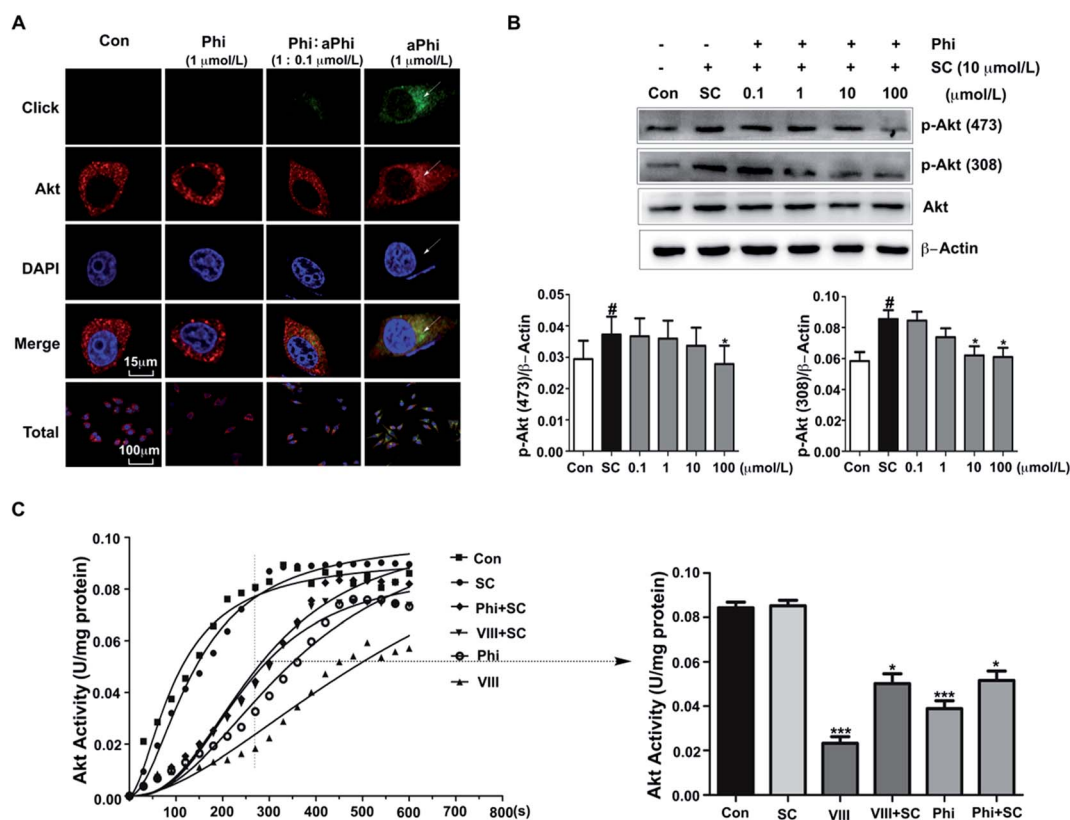 A
Con Phi Phi:aPhi aPhi
(1 μmol/L) (1 : 0.1 μmol/L) (1 μmol/L)
Click
Akt
DAPI
Merge
15μm
Total
100μm
B
- - + + + + Phi
- + + + + + SC (10 μmol/L)
Con SC 0.1 1 10 100 (μmol/L)
p-Akt (473)
p-Akt (308)
Akt
β-Actin
p-Akt (473)/β-Actin
0.05
0.04
0.03
0.02
0.01
0.00
#
*
Con SC 0.1 1 10 100 (μmol/L)
p-Akt (308)/β-Actin
0.10
0.08
0.06
0.04
0.02
0.00
#
* *
Con SC 0.1 1 10 100 (μmol/L)
C
Akt Activity (U/mg protein)
0.10
0.08
0.06
0.04
0.02
0.00
0 100 200 300 400 500 600 700 800(s)
Con
SC
Phi+SC
VIII+SC
Phi
VIII
Akt Activity (U/mg protein)
0.10
0.08
0.06
0.04
0.02
0.00
*** * *** *
Con SC VIII VIII+SC Phi Phi+SC